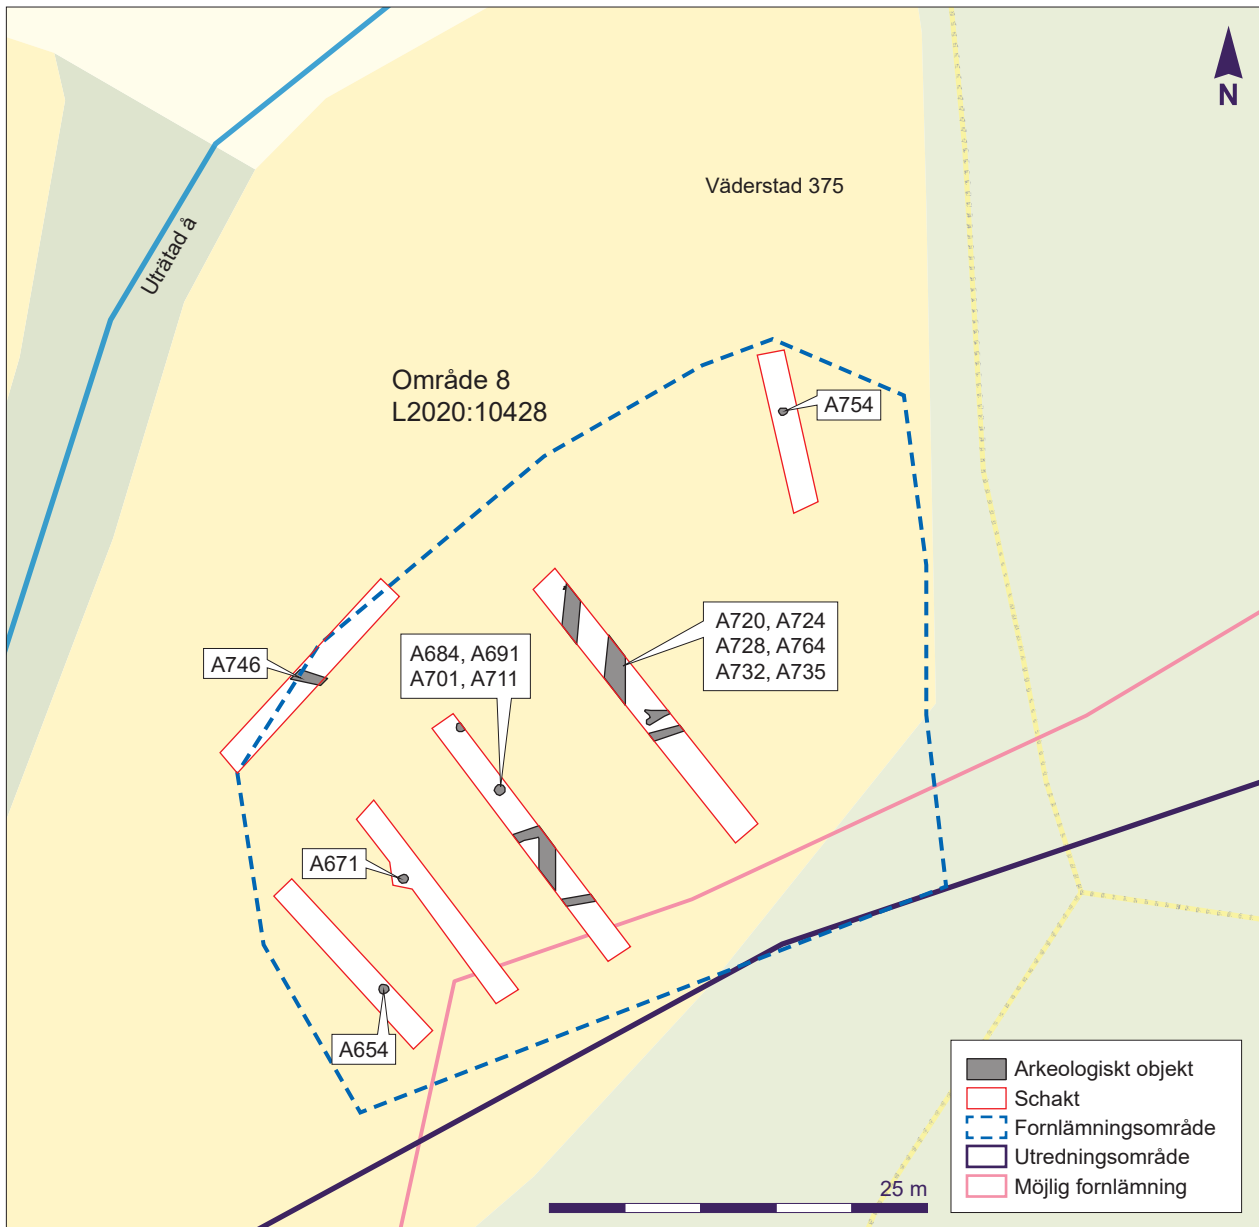 N
Väderstad 375
Uträtad å
Område 8
L2020:10428
A754
A720, A724
A728, A764
A732, A735
A684, A691
A701, A711
A746
A671
A654
Arkeologiskt objekt
Schakt
Fornlämningsområde
Utredningsområde
Möjlig fornlämning
25 m